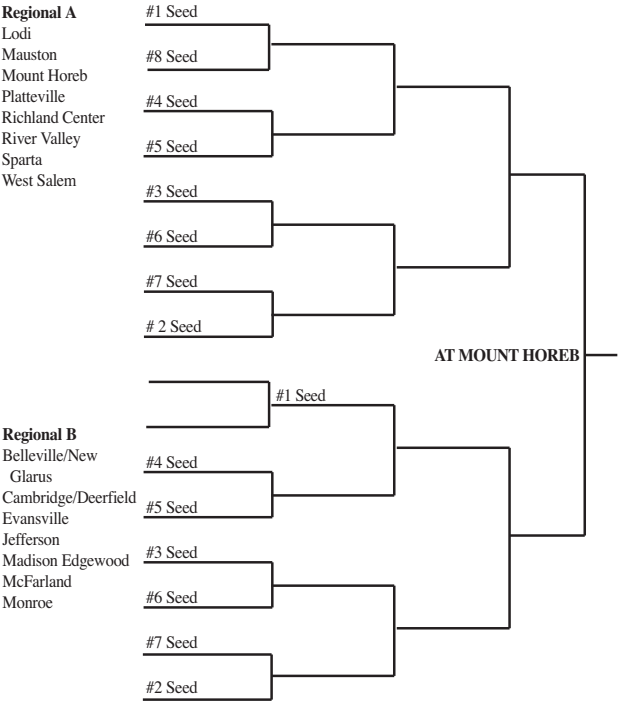 Regional A
Lodi
Mauston
Mount Horeb
Platteville
Richland Center
River Valley
Sparta
West Salem
#1 Seed
#8 Seed
#4 Seed
#5 Seed
#3 Seed
#6 Seed
#7 Seed
# 2 Seed
AT MOUNT HOREB
#1 Seed
Regional B
Belleville/New
Glarus
Cambridge/Deerfield
Evansville
Jefferson
Madison Edgewood
McFarland
Monroe
#4 Seed
#5 Seed
#3 Seed
#6 Seed
#7 Seed
#2 Seed